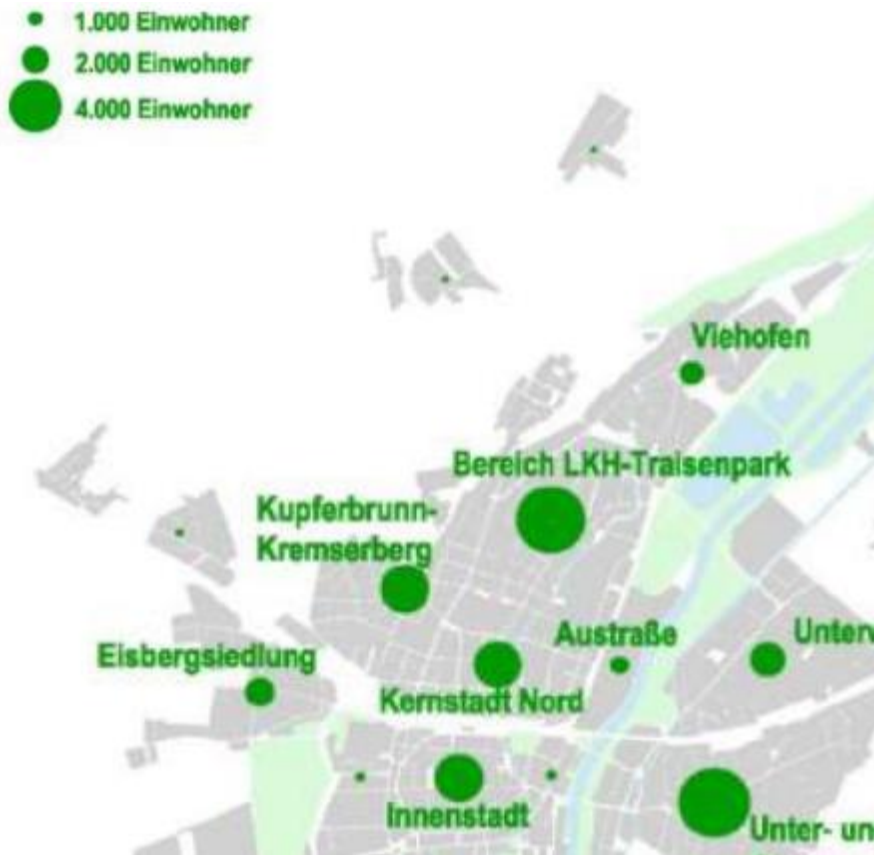 1.000 Einwohner
2.000 Einwohner
4.000 Einwohner
Viehofen
Bereich LKH-Traisenpark
Kupferbrunn-
Kremserberg
Austraße
Unterw
Eisbergsiedlung
Kernstadt Nord
Innenstadt
Unter- un